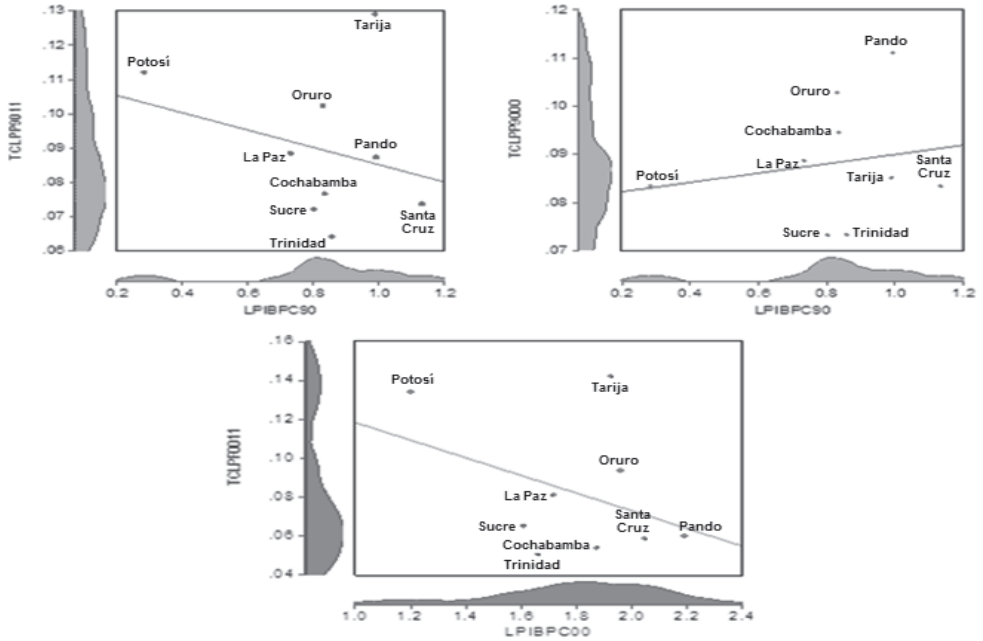 .13
.12
.11
.10
.09
.08
.07
.06
TCLPP9011
Tarija
Potosí
Oruro
La Paz
Pando
Cochabamba
Sucre
Santa
Cruz
Trinidad
0.2 0.4 0.6 0.8 1.0 1.2
LPIBPC90
.12
.11
.10
.09
.08
.07
TCLPP9000
Pando
Oruro
Cochabamba
La Paz
Santa
Cruz
Potosí
Tarija
Sucre
Trinidad
0.2 0.4 0.6 0.8 1.0 1.2
LPIBPC90
.16
.14
.12
.10
.08
.06
.04
Potosí
Tarija
Oruro
La Paz
Santa
Cruz
Sucre
Pando
Cochabamba
Trinidad
1.0 1.2 1.4 1.6 1.8 2.0 2.2 2.4
LPIBPC00